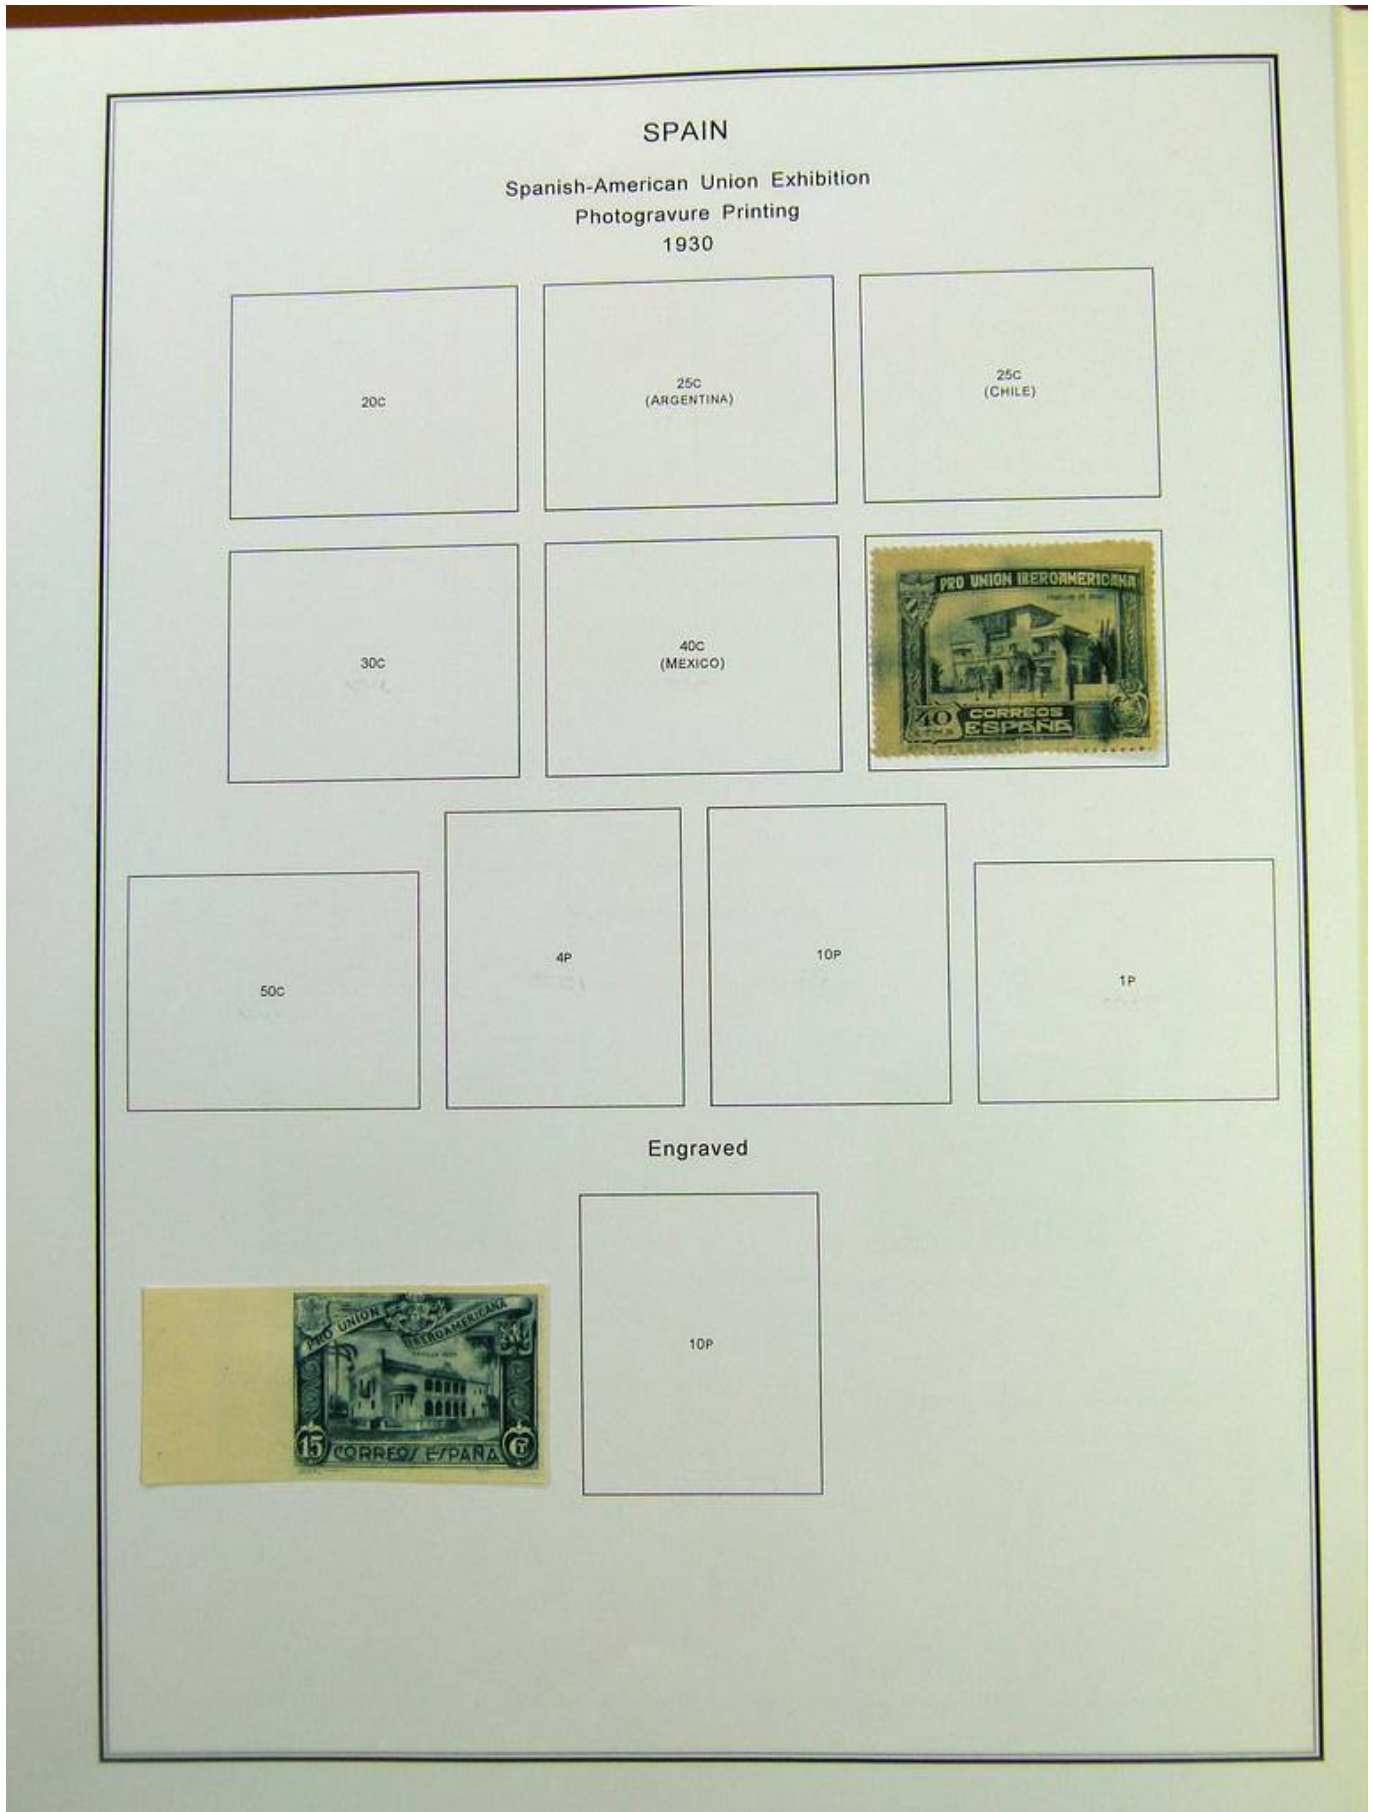 SPAIN
Spanish-American Union Exhibition
Photogravure Printing
1930
20C
25C
(ARGENTINA)
25C
(CHILE)
30C
40C
(MEXICO)
PRO UNION IBEROAMERICANA
40
CORREOS
ESPAÑA
50C
4P
10P
1P
Engraved
PRO UNION
IBEROAMERICANA
15
CORREOS ESPAÑA
10P